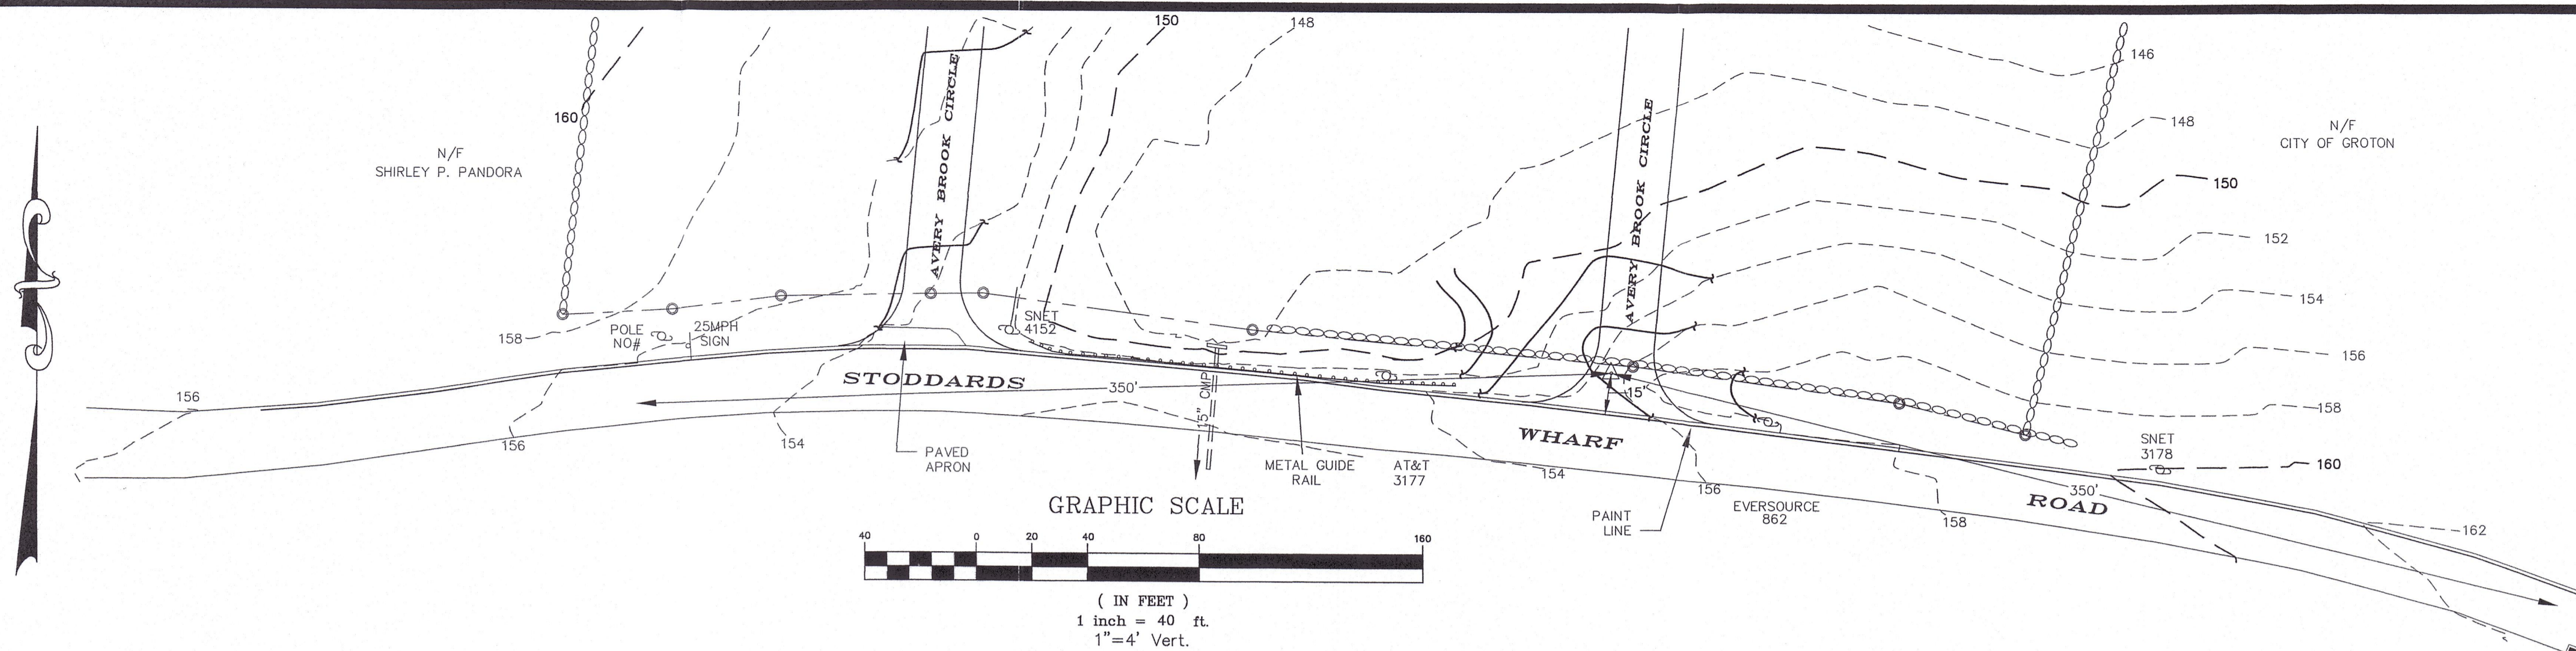 150
148
146
160
AVERY BROOK CIRCLE
AVERY BROOK CIRCLE
148
N/F
SHIRLEY P. PANDORA
N/F
CITY OF GROTON
150
152
154
SNET
4152
158
POLE
NO#
25MPH
SIGN
156
156
STODDARDS
350'
15" CMP
15'
158
156
154
PAVED
APRON
METAL GUIDE
RAIL
AT&T
3177
WHARF
154
156
SNET
3178
160
PAINT
LINE
EVERSOURCE
862
158
350'
ROAD
162
GRAPHIC SCALE
40 0 20 40 80 160
( IN FEET )
1 inch = 40 ft.
1"=4' Vert.